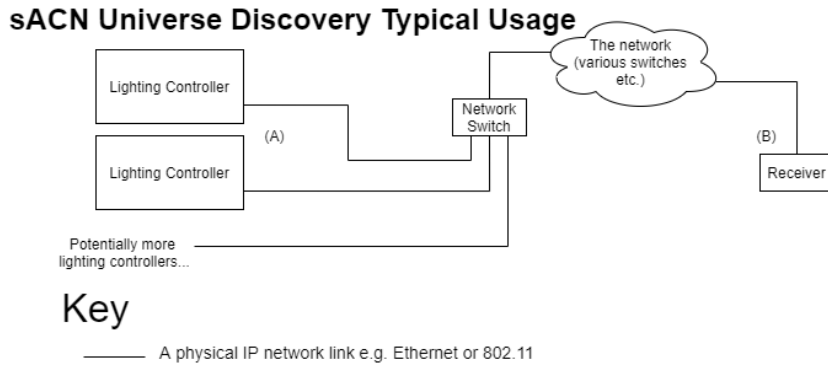 sACN Universe Discovery Typical Usage
The network
(various switches
etc.)
Lighting Controller
Network
Switch
(A)
(B)
Lighting Controller
Receiver
Potentially more
lighting controllers...
Key
A physical IP network link e.g. Ethernet or 802.11